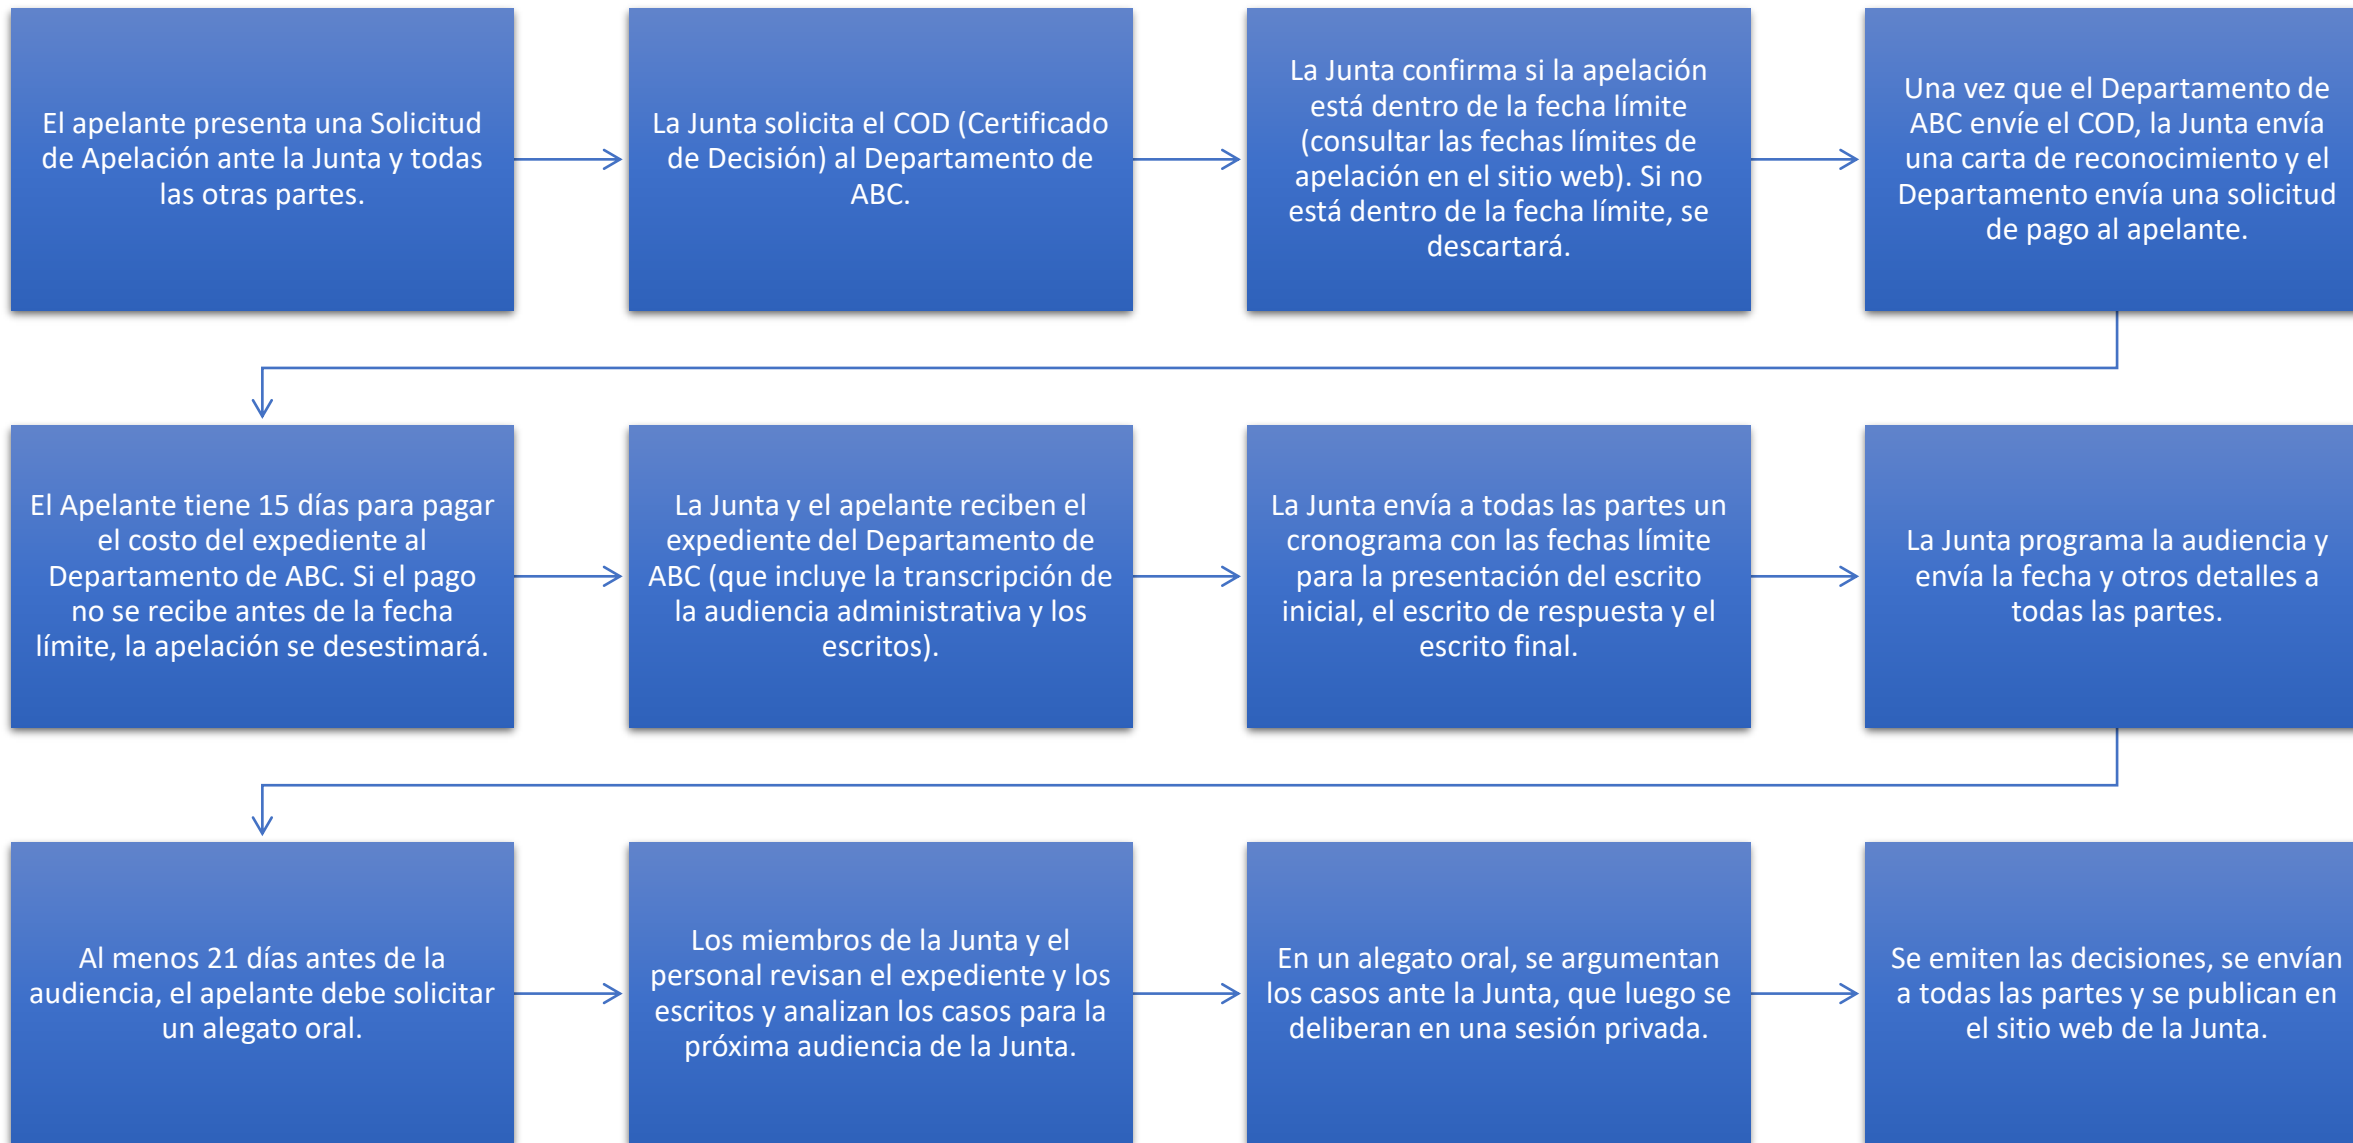 El apelante presenta una Solicitud
de Apelación ante la Junta y todas
las otras partes.
La Junta solicita el COD (Certificado
de Decisión) al Departamento de
ABC.
La Junta confirma si la apelación
está dentro de la fecha límite
(consultar las fechas límites de
apelación en el sitio web). Si no
está dentro de la fecha límite, se
descartará.
Una vez que el Departamento de
ABC envíe el COD, la Junta envía
una carta de reconocimiento y el
Departamento envía una solicitud
de pago al apelante.
El Apelante tiene 15 días para pagar
el costo del expediente al
Departamento de ABC. Si el pago
no se recibe antes de la fecha
límite, la apelación se desestimará.
La Junta y el apelante reciben el
expediente del Departamento de
ABC (que incluye la transcripción de
la audiencia administrativa y los
escritos).
La Junta envía a todas las partes un
cronograma con las fechas límite
para la presentación del escrito
inicial, el escrito de respuesta y el
escrito final.
La Junta programa la audiencia y
envía la fecha y otros detalles a
todas las partes.
Al menos 21 días antes de la
audiencia, el apelante debe solicitar
un alegato oral.
Los miembros de la Junta y el
personal revisan el expediente y los
escritos y analizan los casos para la
próxima audiencia de la Junta.
En un alegato oral, se argumentan
los casos ante la Junta, que luego se
deliberan en una sesión privada.
Se emiten las decisiones, se envían
a todas las partes y se publican en
el sitio web de la Junta.